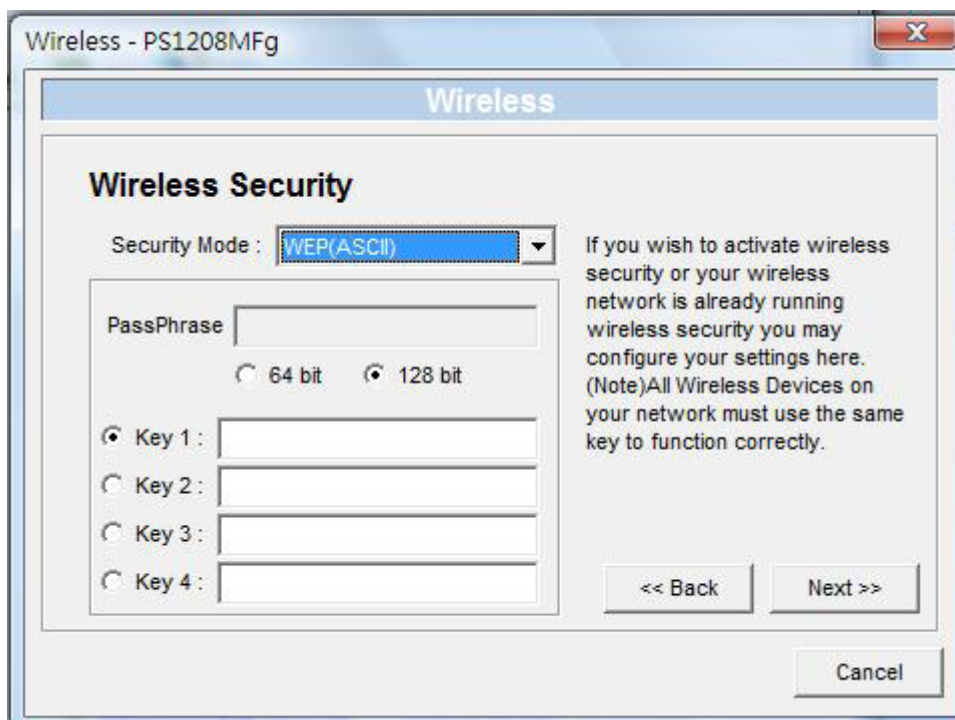 Wireless - PS1208MFg
Wireless
Wireless Security
Security Mode :
WEP(ASCII)
PassPhrase
64 bit
128 bit
Key 1 :
Key 2 :
Key 3 :
Key 4 :
If you wish to activate wireless
security or your wireless
network is already running
wireless security you may
configure your settings here.
(Note)All Wireless Devices on
your network must use the same
key to function correctly.
<< Back
Next >>
Cancel